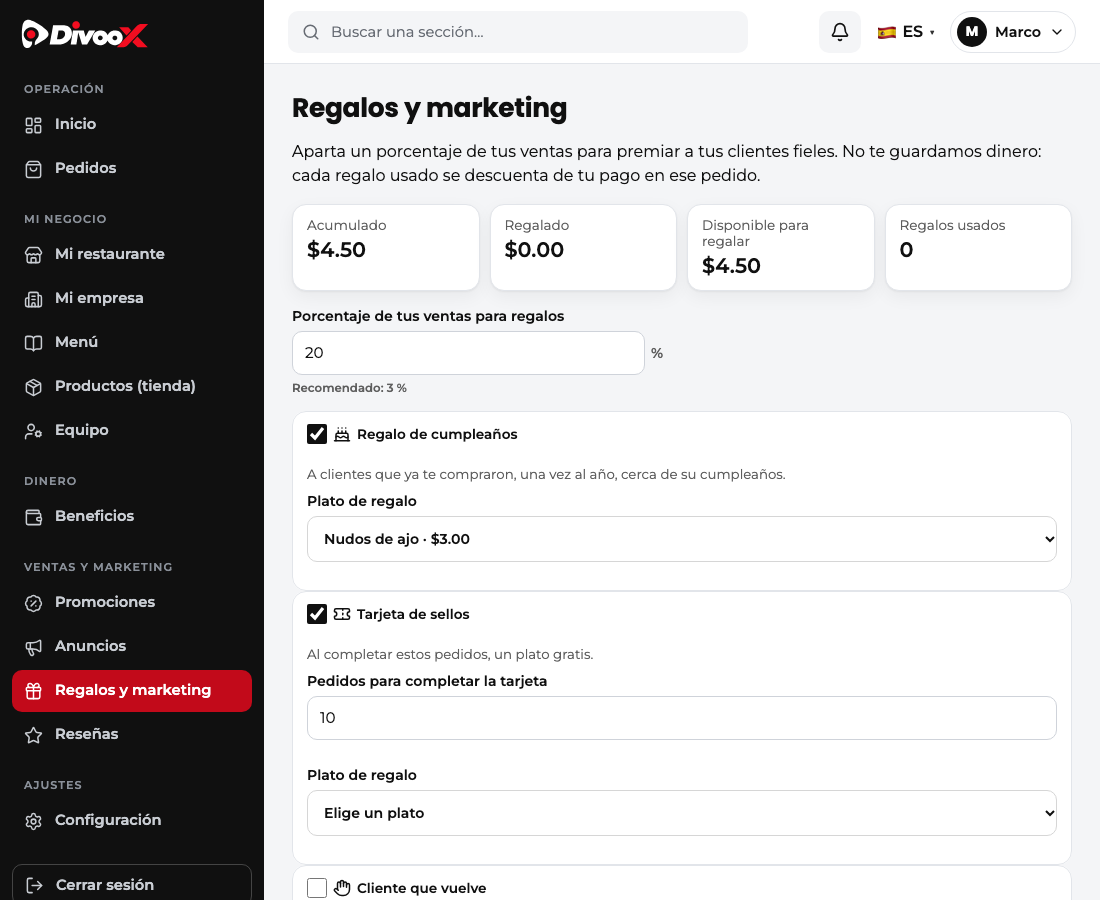 DivooX
OPERACIÓN
Inicio
Pedidos
MI NEGOCIO
Mi restaurante
Mi empresa
Menú
Productos (tienda)
Equipo
DINERO
Beneficios
VENTAS Y MARKETING
Promociones
Anuncios
Regalos y marketing
Reseñas
AJUSTES
Configuración
Cerrar sesión
Buscar una sección...
ES
M
Marco
Regalos y marketing
Aparta un porcentaje de tus ventas para premiar a tus clientes fieles. No te guardamos dinero:
cada regalo usado se descuenta de tu pago en ese pedido.
Acumulado
$4.50
Regalado
$0.00
Disponible para
regalar
$4.50
Regalos usados
0
Porcentaje de tus ventas para regalos
20
%
Recomendado: 3 %
Regalo de cumpleaños
A clientes que ya te compraron, una vez al año, cerca de su cumpleaños.
Plato de regalo
Nudos de ajo · $3.00
Tarjeta de sellos
Al completar estos pedidos, un plato gratis.
Pedidos para completar la tarjeta
10
Plato de regalo
Elige un plato
Cliente que vuelve